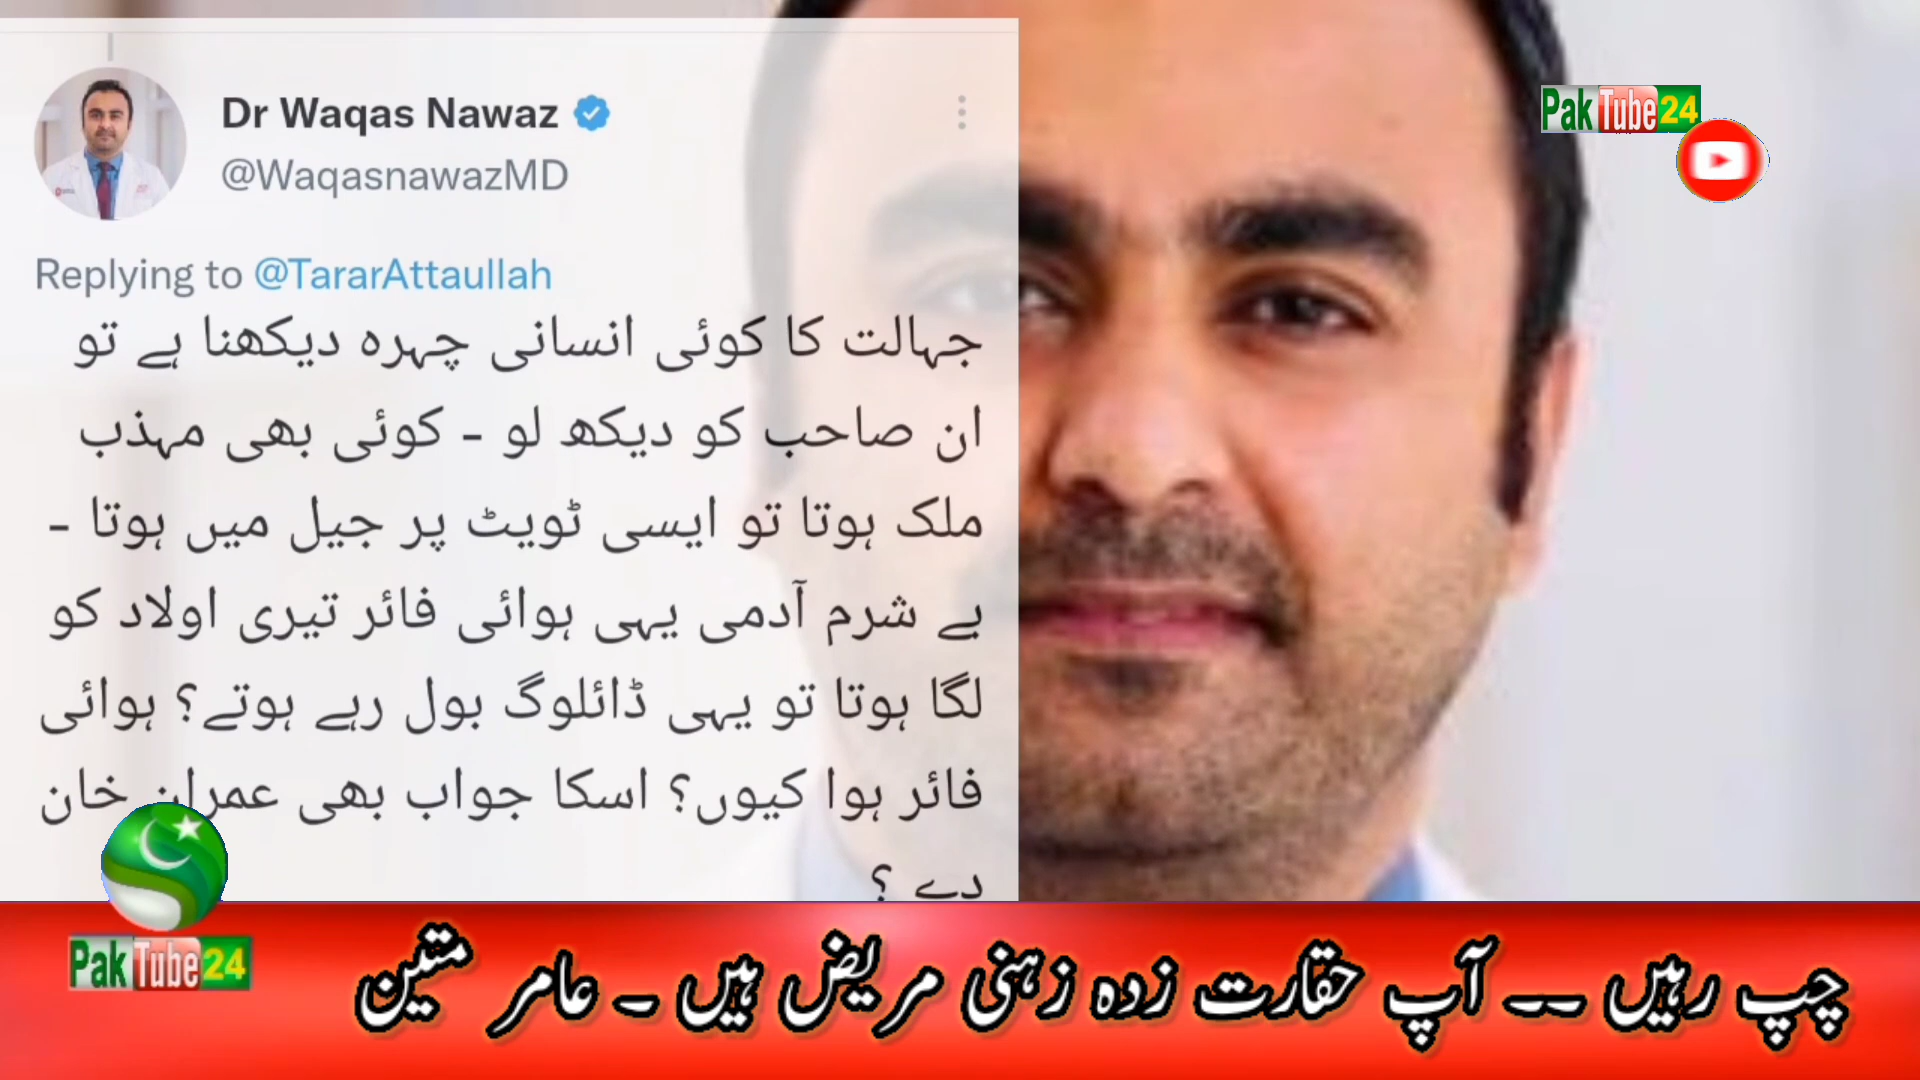 Dr Waqas Nawaz
@WaqasnawazMD
Replying to @TararAttaullah
جہالت کا کوئی انسانی چہرہ دیکھنا ہے تو
ان صاحب کو دیکھ لو - کوئی بھی مہذب
ملک ہوتا تو ایسی ٹویٹ پر جیل میں ہوتا -
بے شرم آدمی یہی ہوائی فائر تیری اولاد کو
لگا ہوتا تو یہی ڈائلوگ بول رہے ہوتے؟ ہوائی
فائر ہوا کیوں؟ اسکا جواب بھی عمران خان
دے ؟
Pak Tube 24
Pak Tube 24
چپ رہیں ۔۔ آپ حقارت زدہ زہنی مریض ہیں ۔ عامر متین